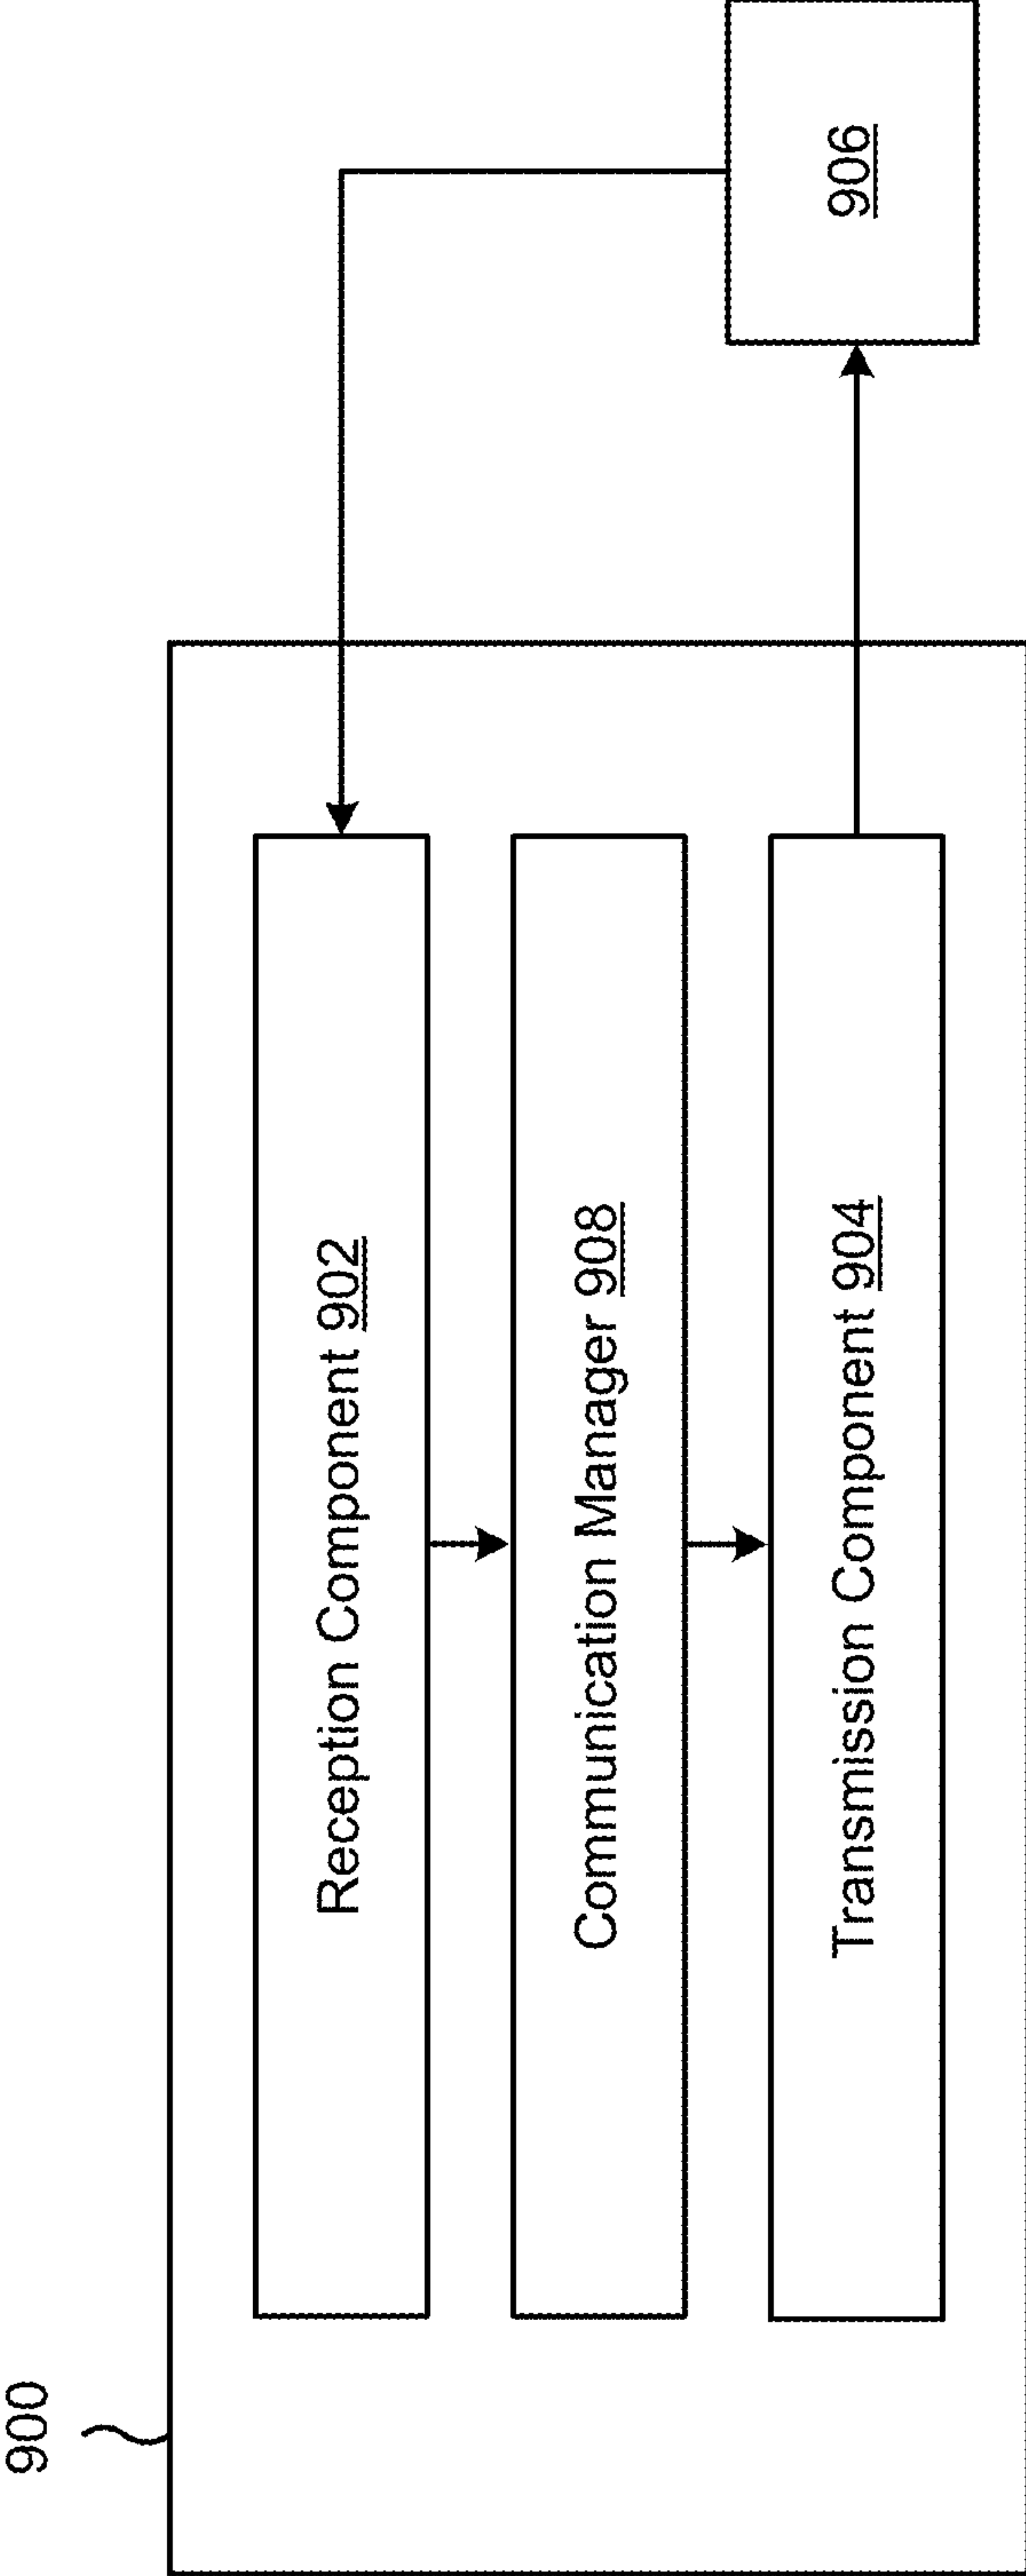 900
Reception Component 902
Communication Manager 908
Transmission Component 904
906